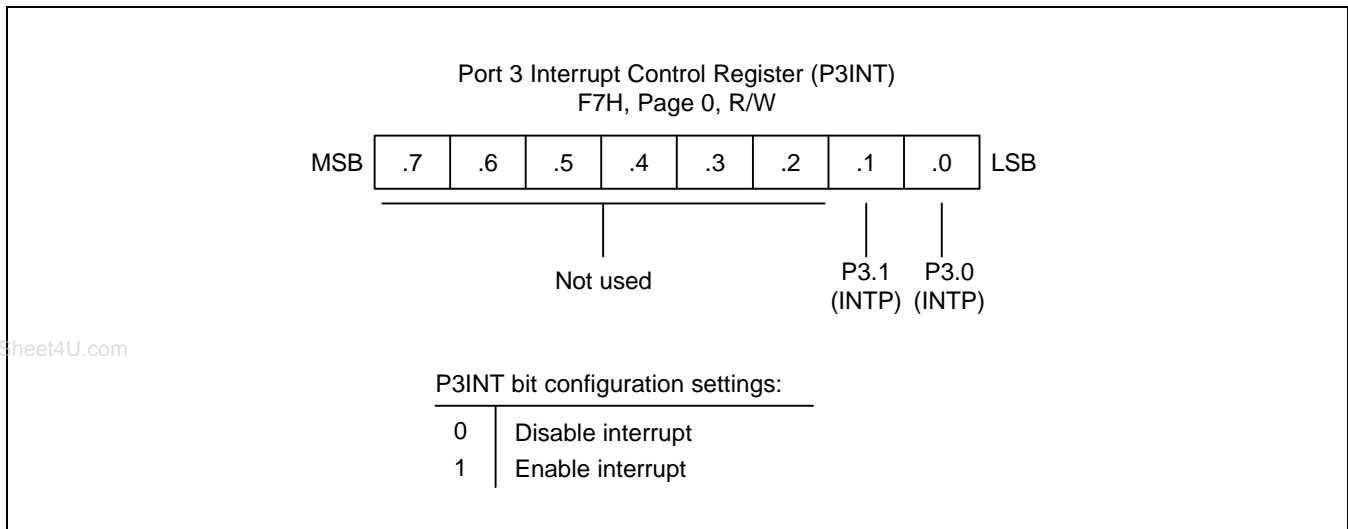 Port 3 Interrupt Control Register (P3INT)
F7H, Page 0, R/W
MSB .7 .6 .5 .4 .3 .2 .1 .0 LSB
Not used
P3.1 P3.0
(INTP) (INTP)
Sheet4U.com
P3INT bit configuration settings:
0 Disable interrupt
1 Enable interrupt